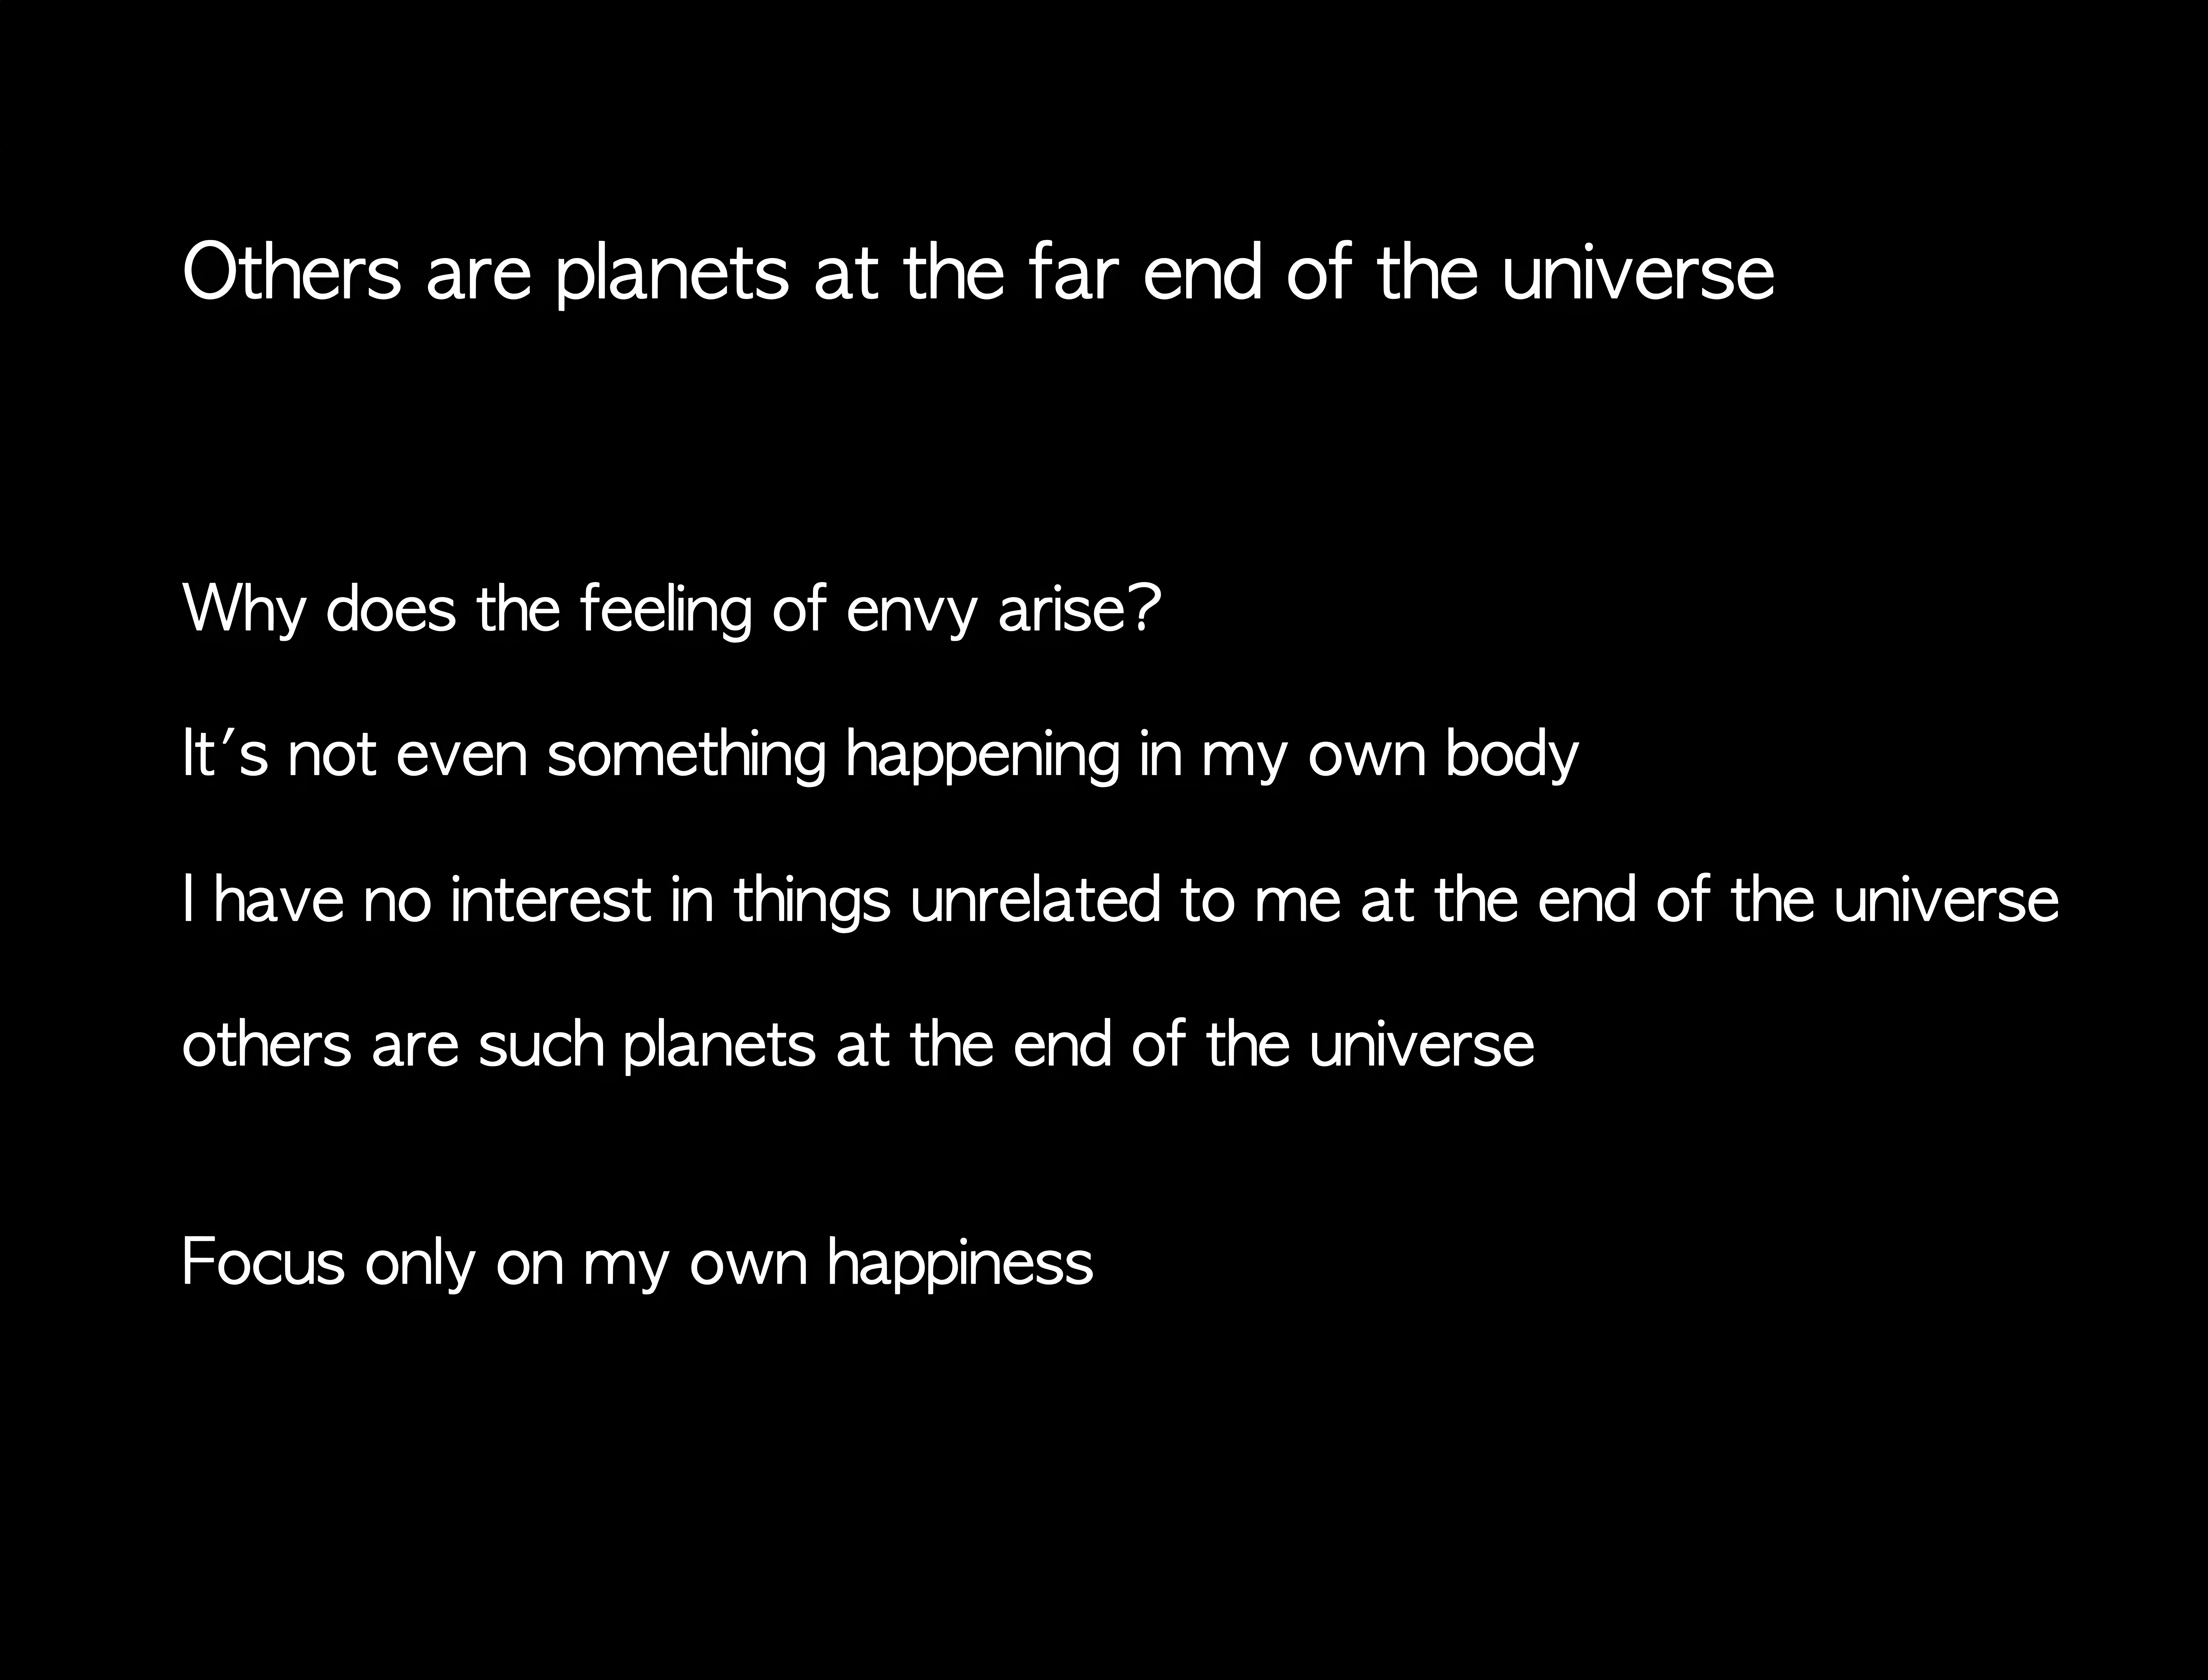 Others are planets at the far end of the universe
Why does the feeling of envy arise?
It's not even something happening in my own body
I have no interest in things unrelated to me at the end of the universe
others are such planets at the end of the universe
Focus only on my own happiness